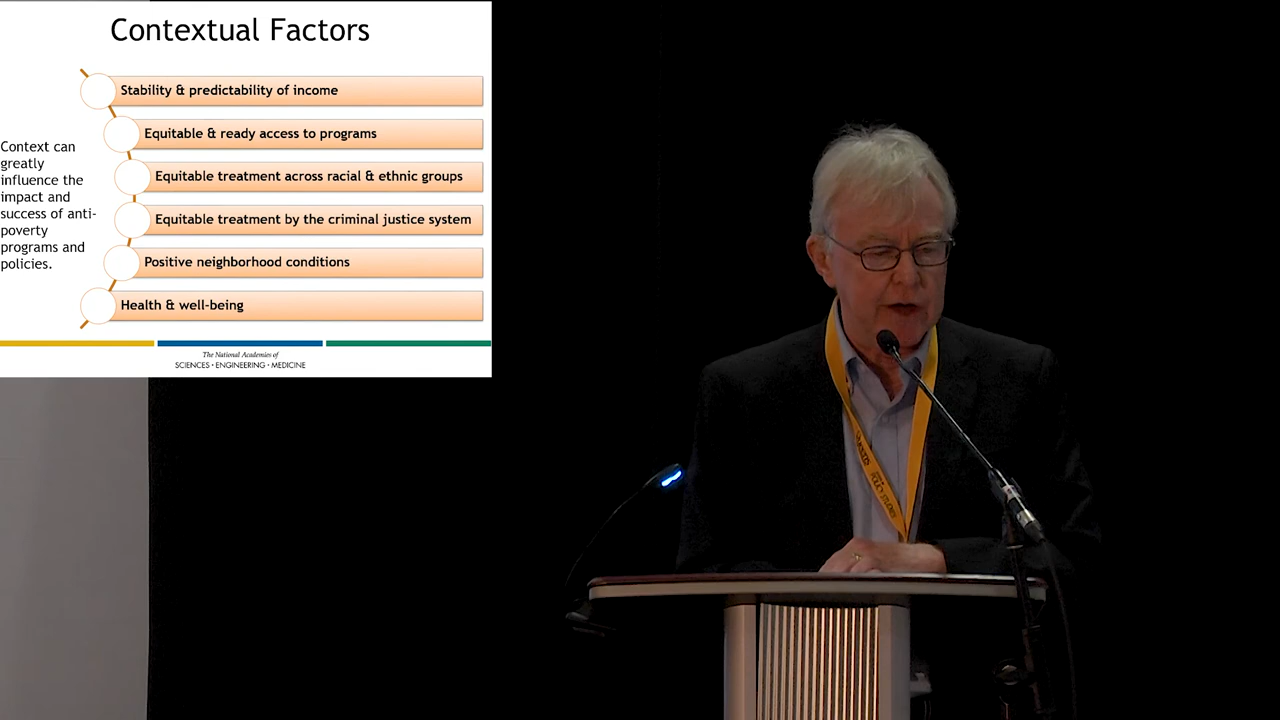 Contextual Factors
Context can
greatly
influence the
impact and
success of anti-
poverty
programs and
policies.
Stability & predictability of income
Equitable & ready access to programs
Equitable treatment across racial & ethnic groups
Equitable treatment by the criminal justice system
Positive neighborhood conditions
Health & well-being
The National Academies of
SCIENCES • ENGINEERING • MEDICINE
POLICY STUDIES